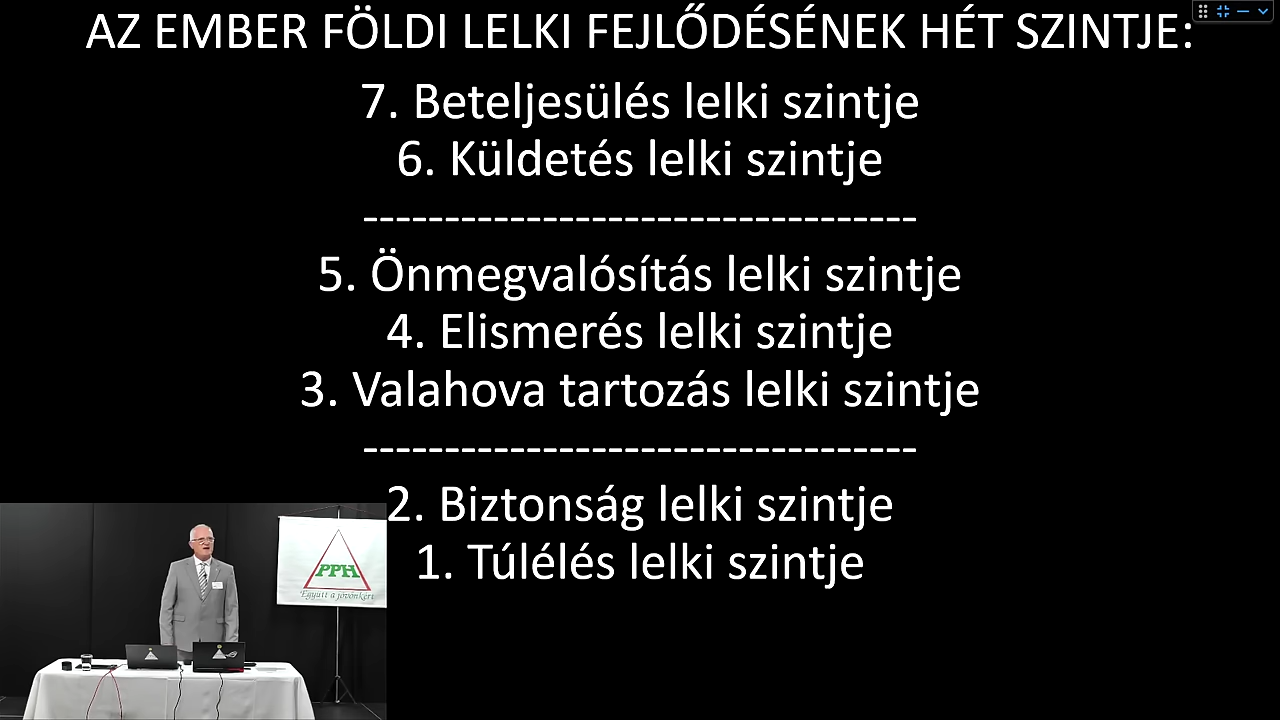 AZ EMBER FÖLDI LELKI FEJLŐDÉSÉNEK HÉT SZINTJE:
7. Beteljesülés lelki szintje
6. Küldetés lelki szintje
----------------------------------
5. Önmegvalósítás lelki szintje
4. Elismerés lelki szintje
3. Valahova tartozás lelki szintje
----------------------------------
2. Biztonság lelki szintje
1. Túlélés lelki szintje
PPH
Együtt a jövőnkért